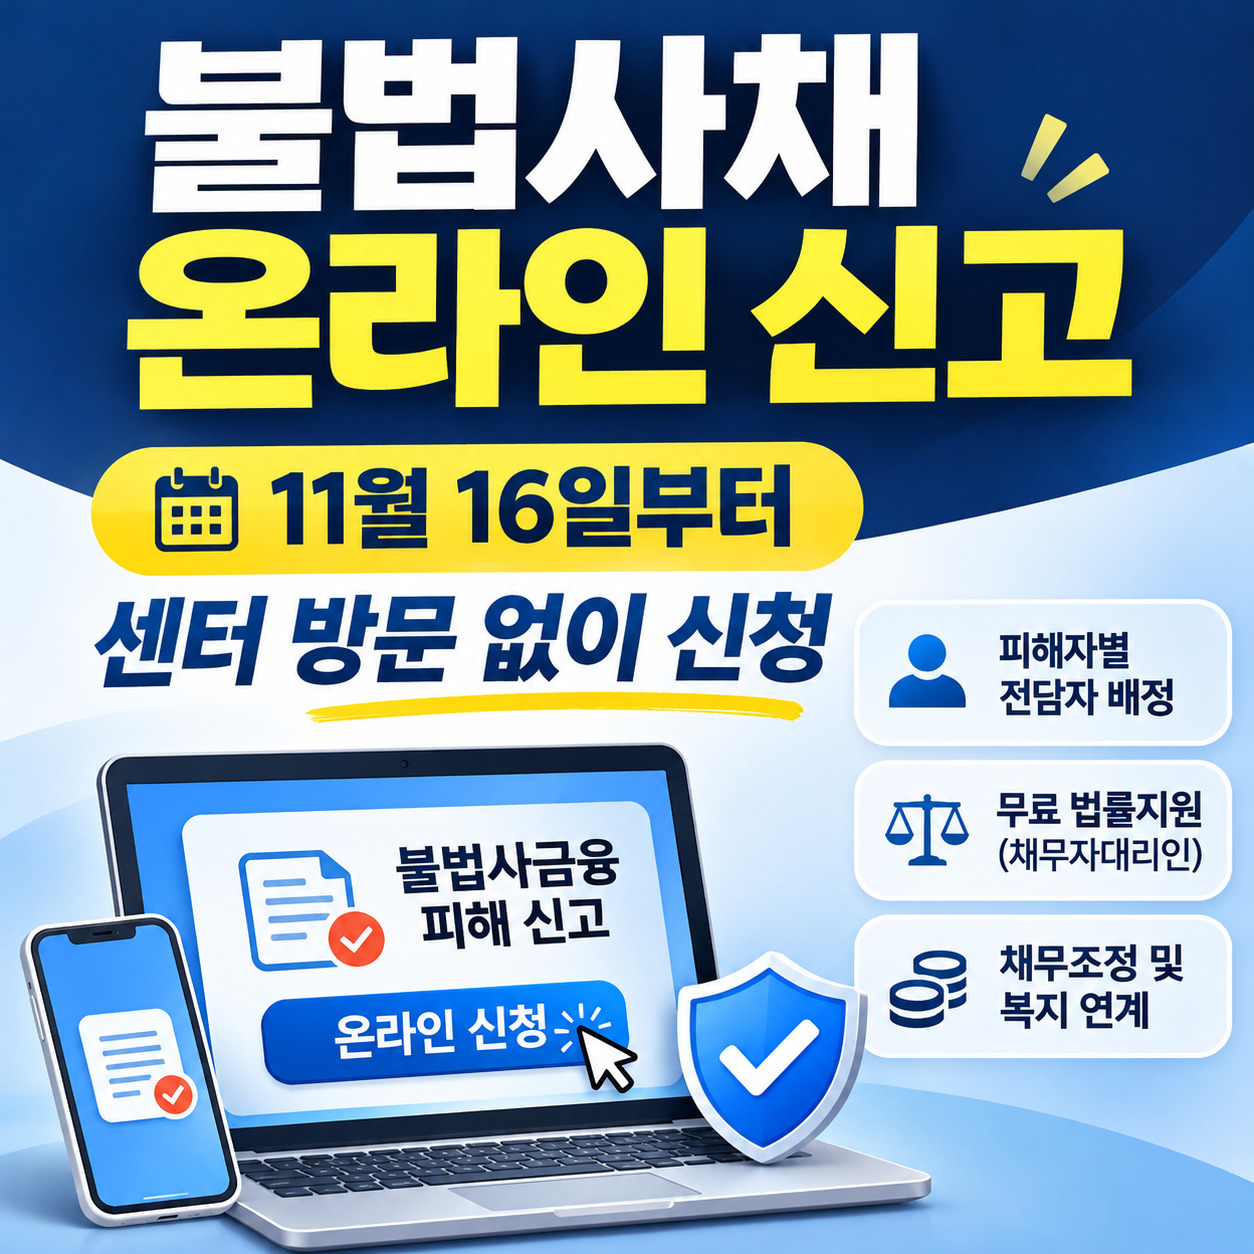 불법사채
온라인 신고
11월 16일부터
센터 방문 없이 신청
피해자별
전담자 배정
무료 법률지원
(채무자대리인)
채무조정 및
복지 연계
불법사금융
피해 신고
온라인 신청